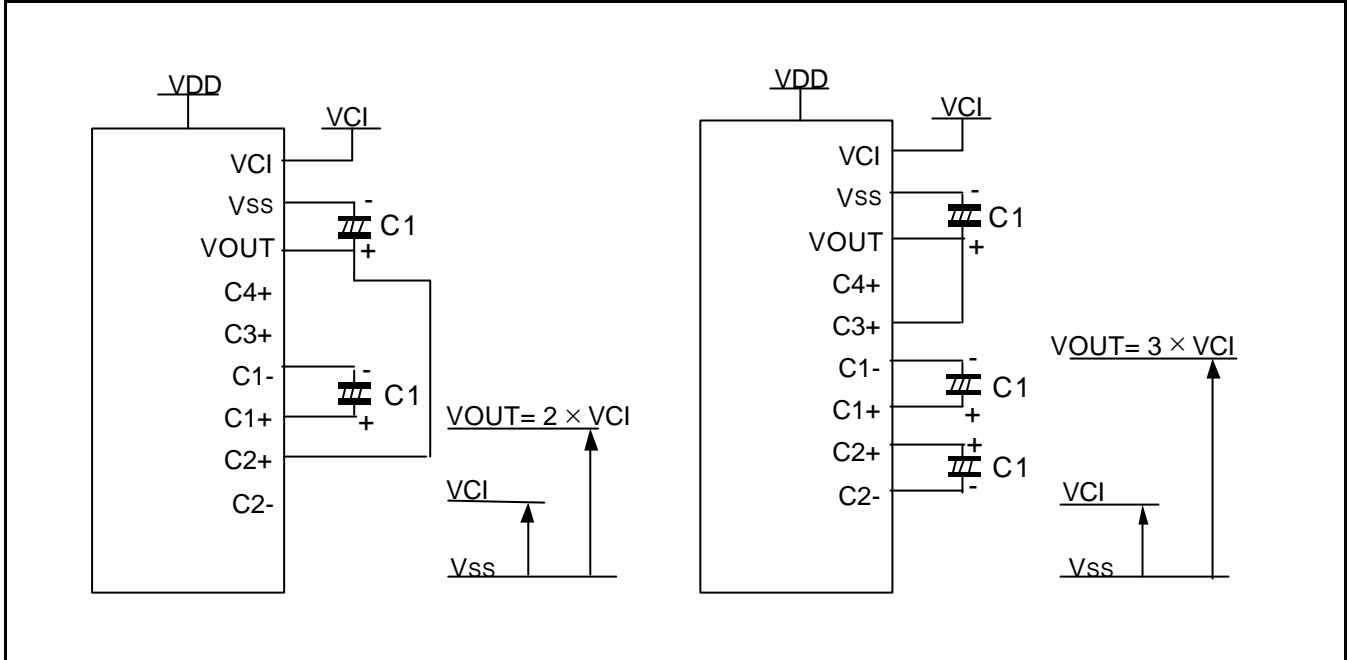 VDD
VCI
VCI
Vss
-
C1
VOUT
+
C4+
C3+
C1-
-
C1
C1+
+
C2+
C2-
VOUT= 2 × VCI
VCI
Vss
VDD
VCI
VCI
Vss
-
C1
VOUT
+
C4+
C3+
C1-
-
C1
C1+
+
C2+
+
C1
C2-
-
VOUT= 3 × VCI
VCI
Vss